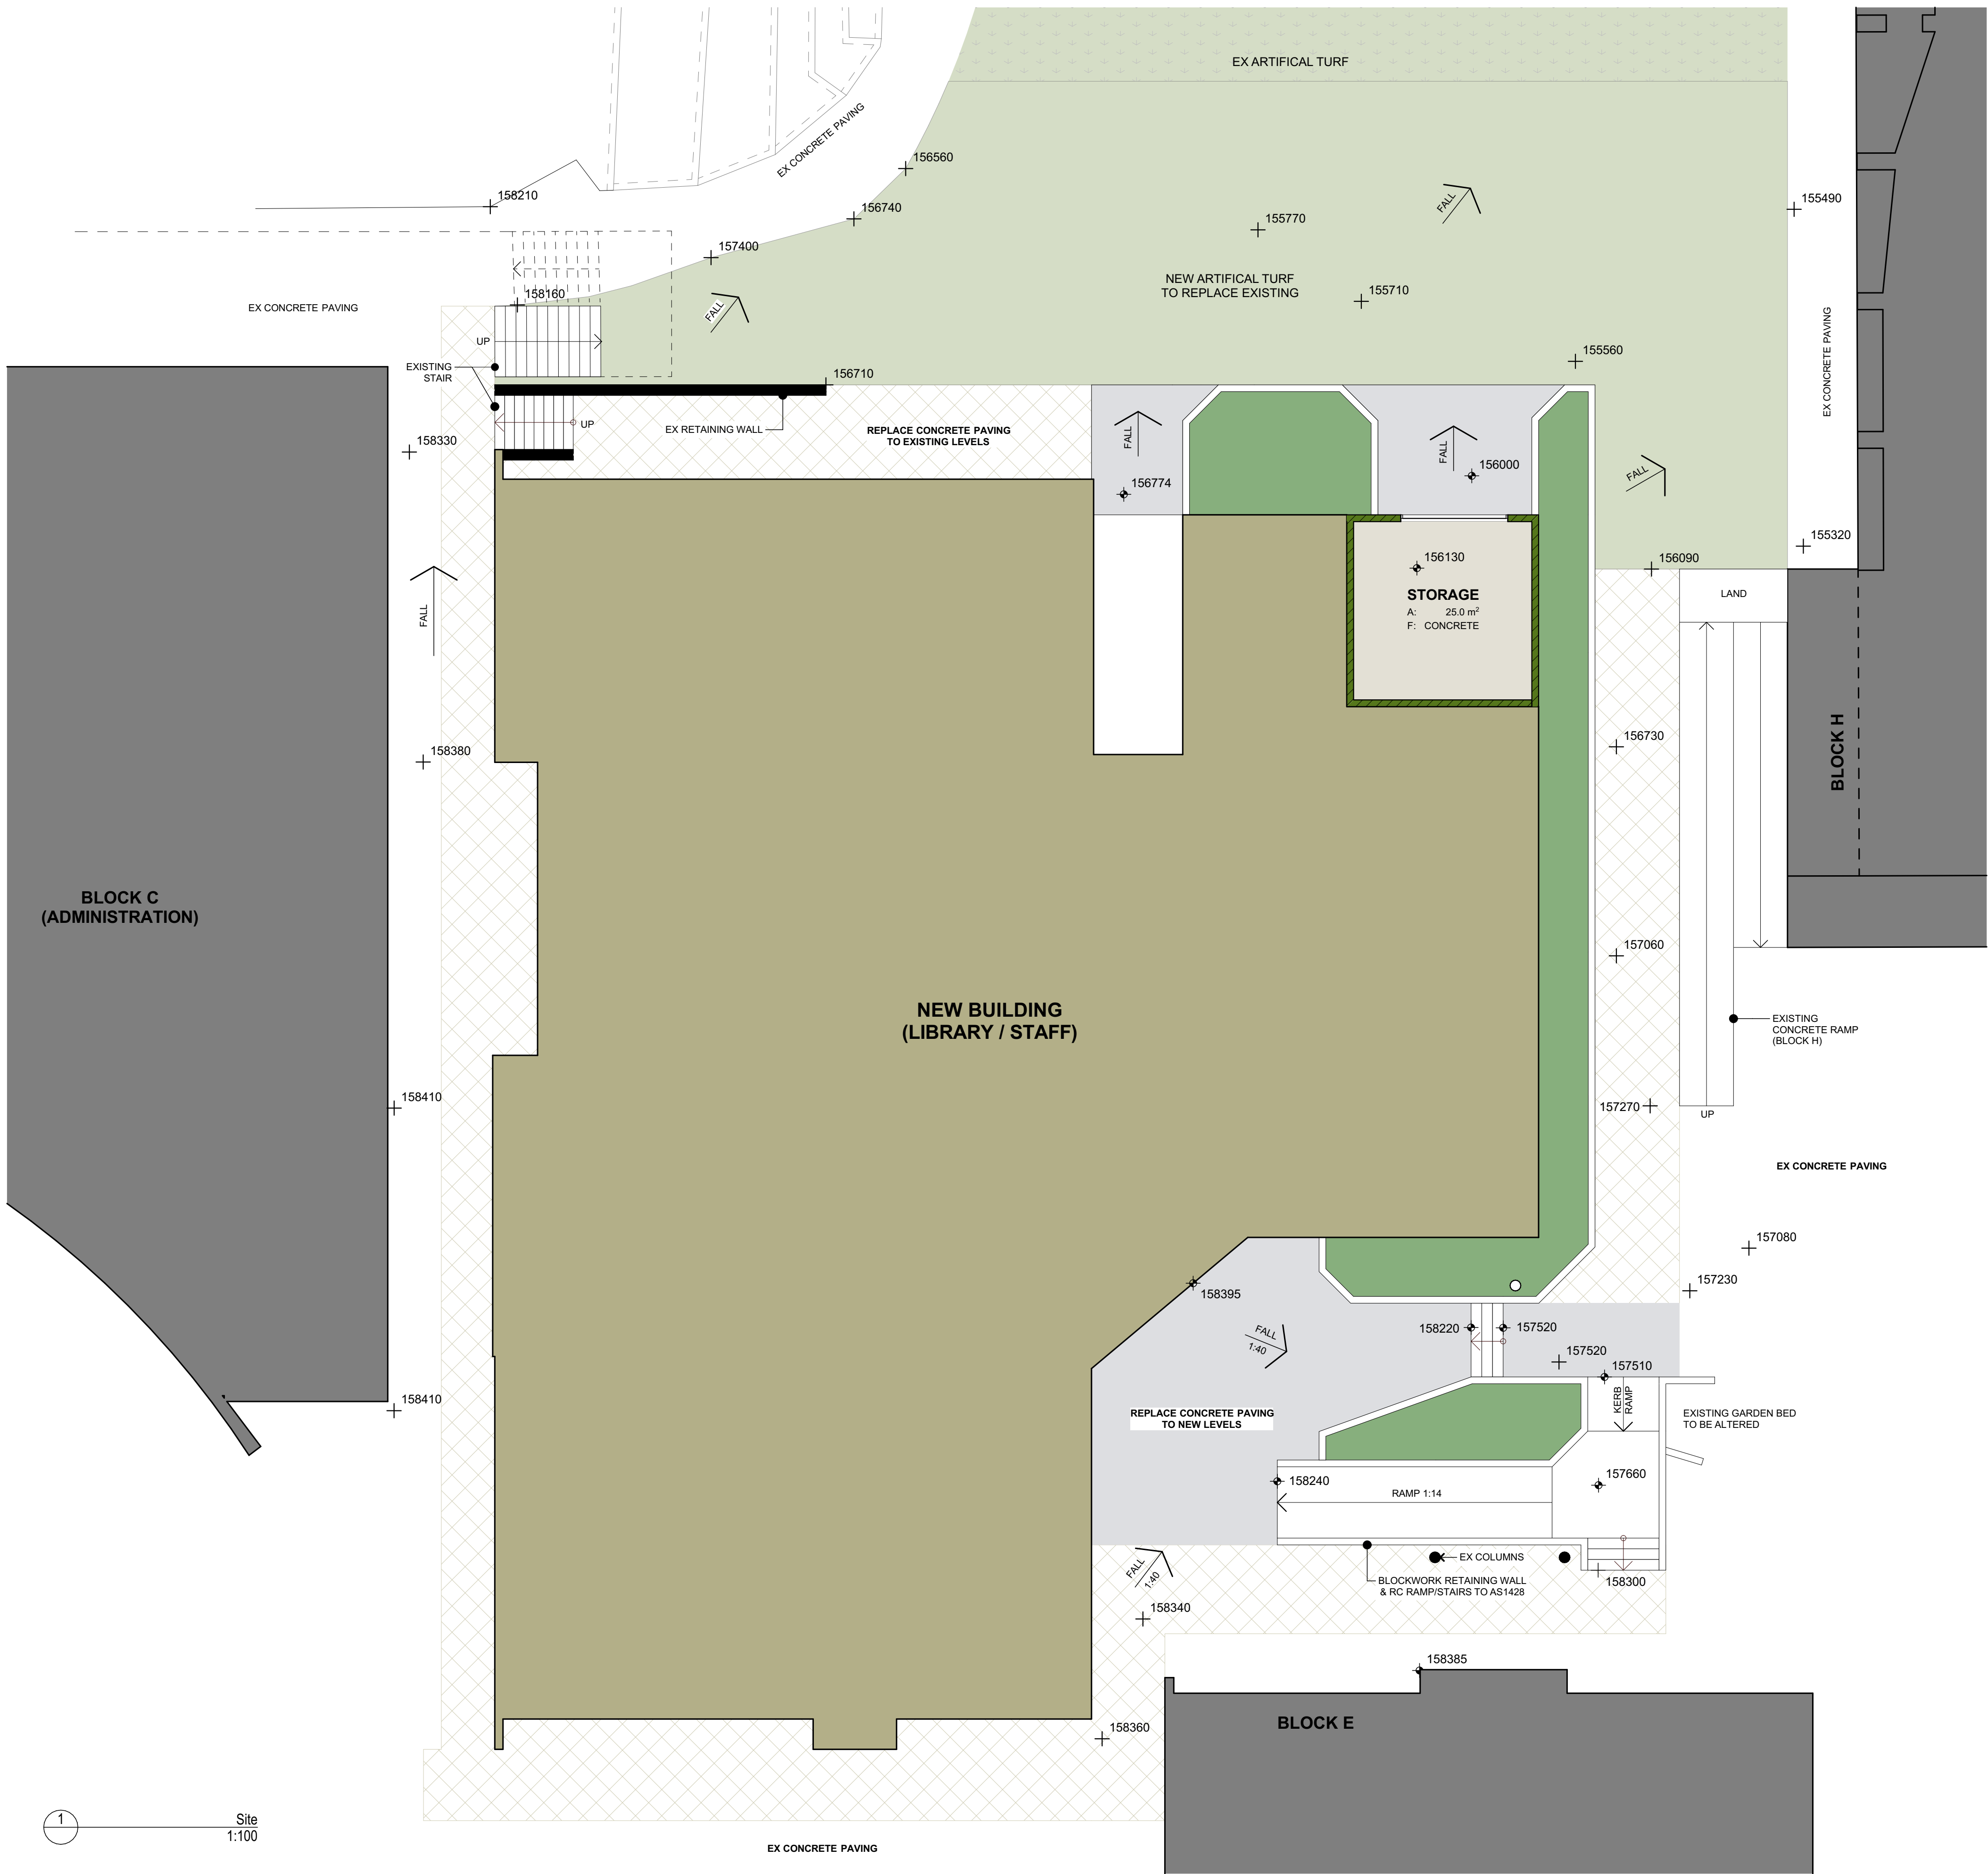 EX ARTIFICAL TURF
EX CONCRETE PAVING
156560
158210
155490
156740
155770
FALL
157400
NEW ARTIFICAL TURF
TO REPLACE EXISTING
158160
155710
EX CONCRETE PAVING
FALL
EX CONCRETE PAVING
UP
155560
EXISTING
STAIR
156710
UP
EX RETAINING WALL
REPLACE CONCRETE PAVING
TO EXISTING LEVELS
FALL
FALL
158330
156000
FALL
156774
155320
156130
156090
STORAGE
A: 25.0 m²
F: CONCRETE
LAND
FALL
156730
158380
BLOCK H
BLOCK C
(ADMINISTRATION)
157060
NEW BUILDING
(LIBRARY / STAFF)
EXISTING
CONCRETE RAMP
(BLOCK H)
158410
157270
UP
EX CONCRETE PAVING
157080
157230
158395
158220
157520
FALL
1:40
157520
157510
KERB
RAMP
158410
REPLACE CONCRETE PAVING
TO NEW LEVELS
EXISTING GARDEN BED
TO BE ALTERED
158240
157660
RAMP 1:14
EX COLUMNS
FALL
1:40
BLOCKWORK RETAINING WALL
& RC RAMP/STAIRS TO AS1428
158300
158340
158385
BLOCK E
158360
1
Site
1:100
EX CONCRETE PAVING